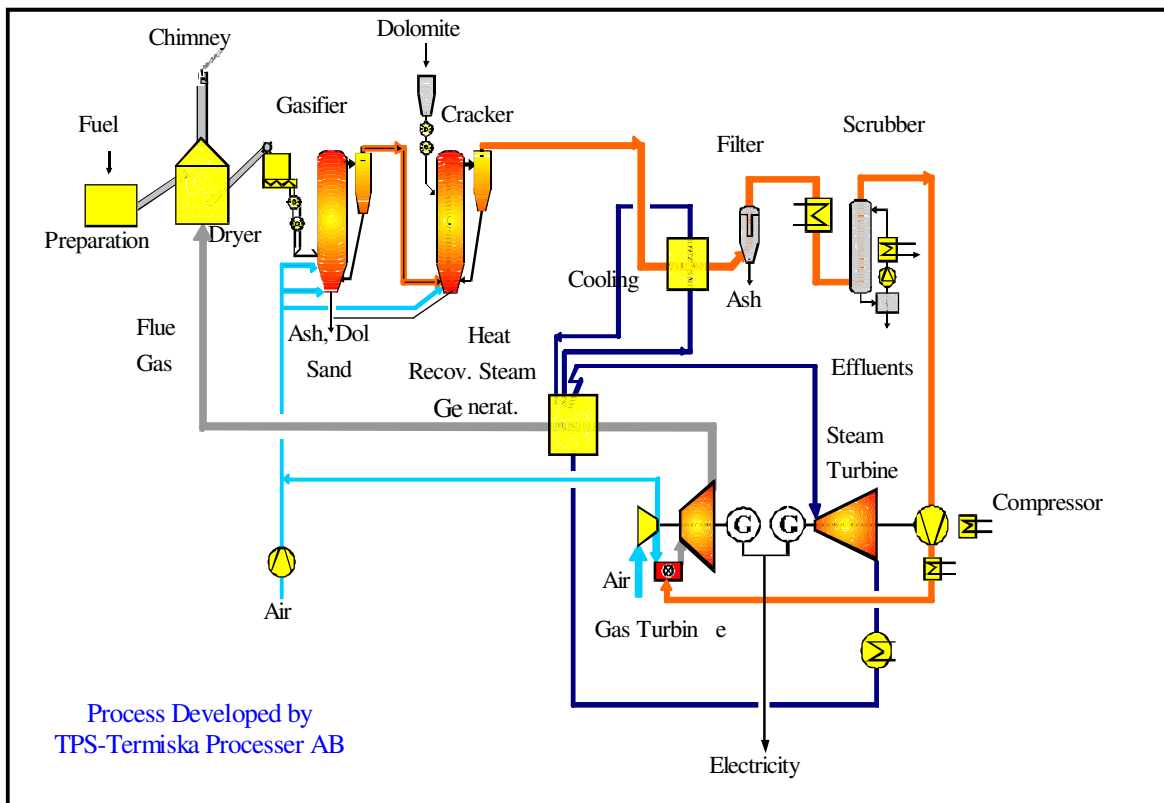 Chimney
Dolomite
Gasifier
Cracker
Scrubber
Fuel
Filter
Preparation
Dryer
Cooling
Ash
Ash, Dol
Sand
Flue
Gas
Heat
Recov. Steam
Ge nerat.
Effluents
Steam
Turbine
Compressor
G
G
Air
Air
Gas Turbin e
Process Developed by
TPS-Termiska Processer AB
Electricity